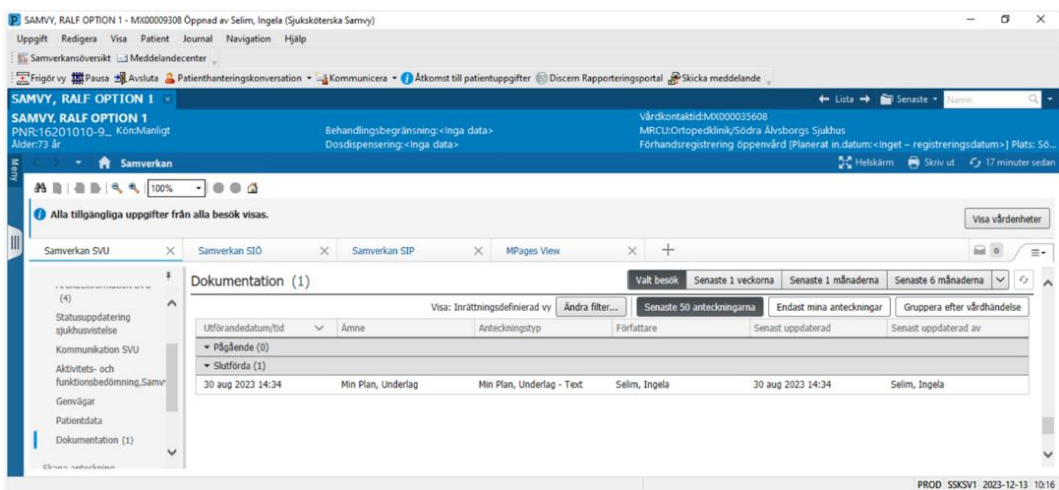 SAMVY, RALF OPTION 1 - MX00009308 Öppnad av Selim, Ingela (Sjuksköterska Samvy)
Uppgift Redigera Visa Patient Journal Navigation Hjälp
Samverkansöversikt Meddelandecenter
Frigör vy Pausa Avsluta Patienthanteringskonversation Kommunicera Åtkomst till patientuppgifter Discern Rapporteringsportal Skicka meddelande
SAMVY, RALF OPTION 1 Lista Senaste Namn
SAMVY, RALF OPTION 1 Vårdkontaktid:MX000035608
PNR:16201010-9... Kön:Manligt Behandlingsbegränsning:<Inga data> MRCU:Ortopedklinik/Södra Älvsborgs Sjukhus
Ålder:73 år Dosdispensering:<Inga data> Förhandsregistrering öppenvård [Planerat in.datum:<Inget – registreringsdatum>] Plats: Sö...
Meny Samverkan Helskärm Skriv ut 17 minuter sedan
100%
Alla tillgängliga uppgifter från alla besök visas. Visa vårdenheter
Samverkan SVU Samverkan SIÖ Samverkan SIP MPages View 0
Dokumentation (1) Valt besök Senaste 1 veckorna Senaste 1 månaderna Senaste 6 månaderna
(4)
Visa: Inrättningsdefinierad vy Ändra filter... Senaste 50 anteckningarna Endast mina anteckningar Gruppera efter vårdhändelse
Statusuppdatering
sjukhusvistelse
Kommunikation SVU
Aktivitets- och
funktionsbedömning,Samv
Genvägar
Patientdata
Dokumentation (1)
Skapa anteckning
Utförandedatum/tid Ämne Anteckningstyp Författare Senast uppdaterad Senast uppdaterad av
Pågående (0)
Slutförda (1)
30 aug 2023 14:34 Min Plan, Underlag Min Plan, Underlag - Text Selim, Ingela 30 aug 2023 14:34 Selim, Ingela
PROD SSKSV1 2023-12-13 10:16